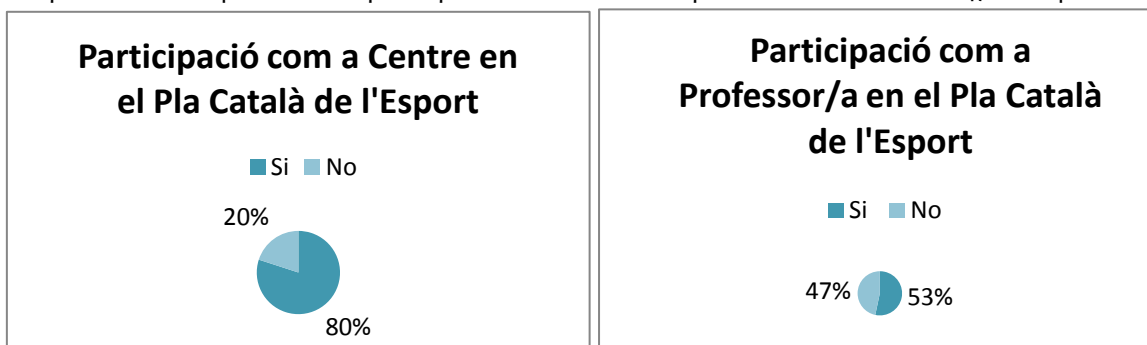 Participació com a Centre en
el Pla Català de l'Esport
Si No
20%
80%
Participació com a
Professor/a en el Pla Català
de l'Esport
Si No
47% 53%